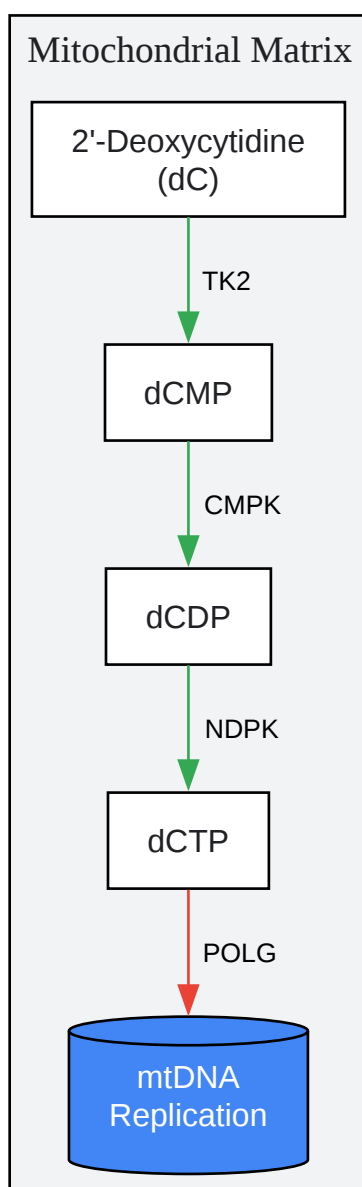 Mitochondrial Matrix
2'-Deoxycytidine
(dC)
TK2
dCMP
CMPK
dCDP
NDPK
dCTP
POLG
mtDNA
Replication